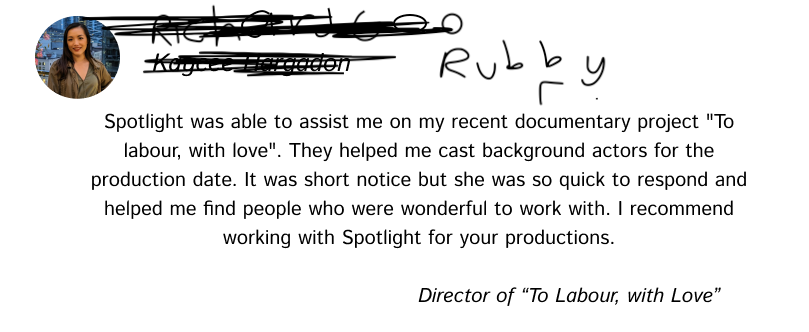 Kaycee Hargadon
Rubby
Spotlight was able to assist me on my recent documentary project "To
labour, with love". They helped me cast background actors for the
production date. It was short notice but she was so quick to respond and
helped me find people who were wonderful to work with. I recommend
working with Spotlight for your productions.
Director of “To Labour, with Love”